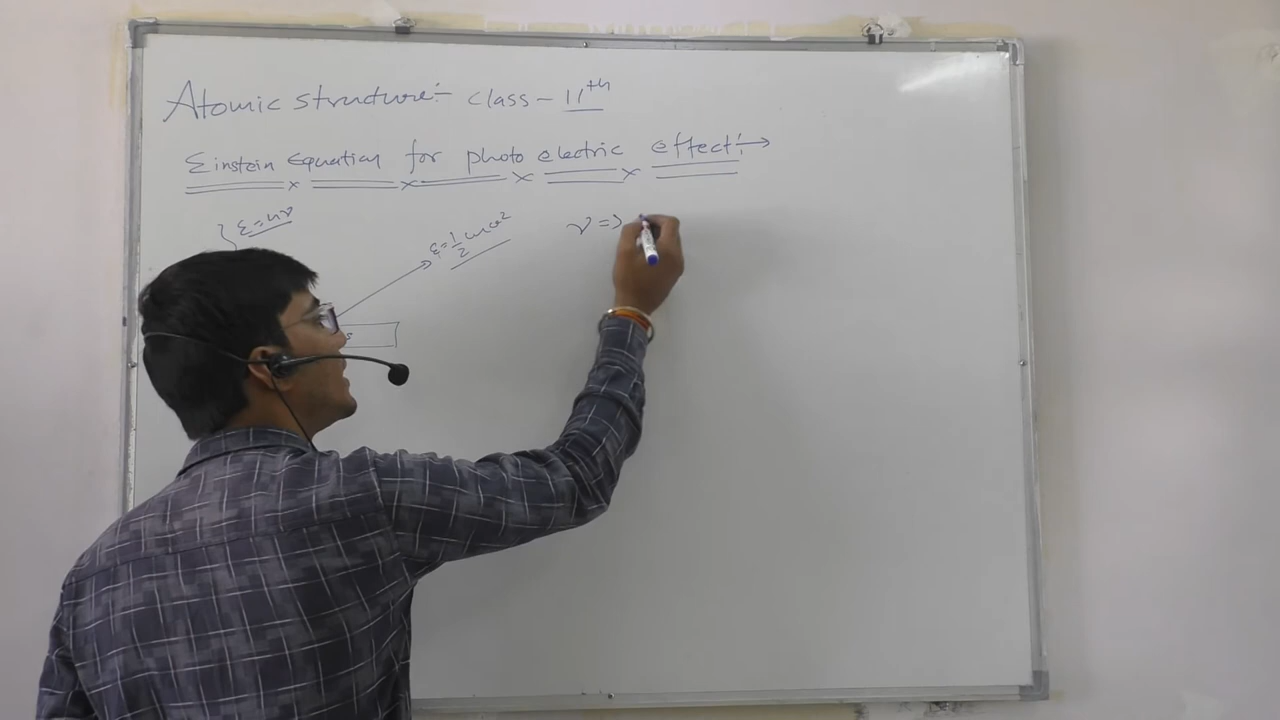 Atomic structure:- class - 11th
Einstein Equation for photo electric effect:→
E = hν
E = 1/2 mv²
ν =>